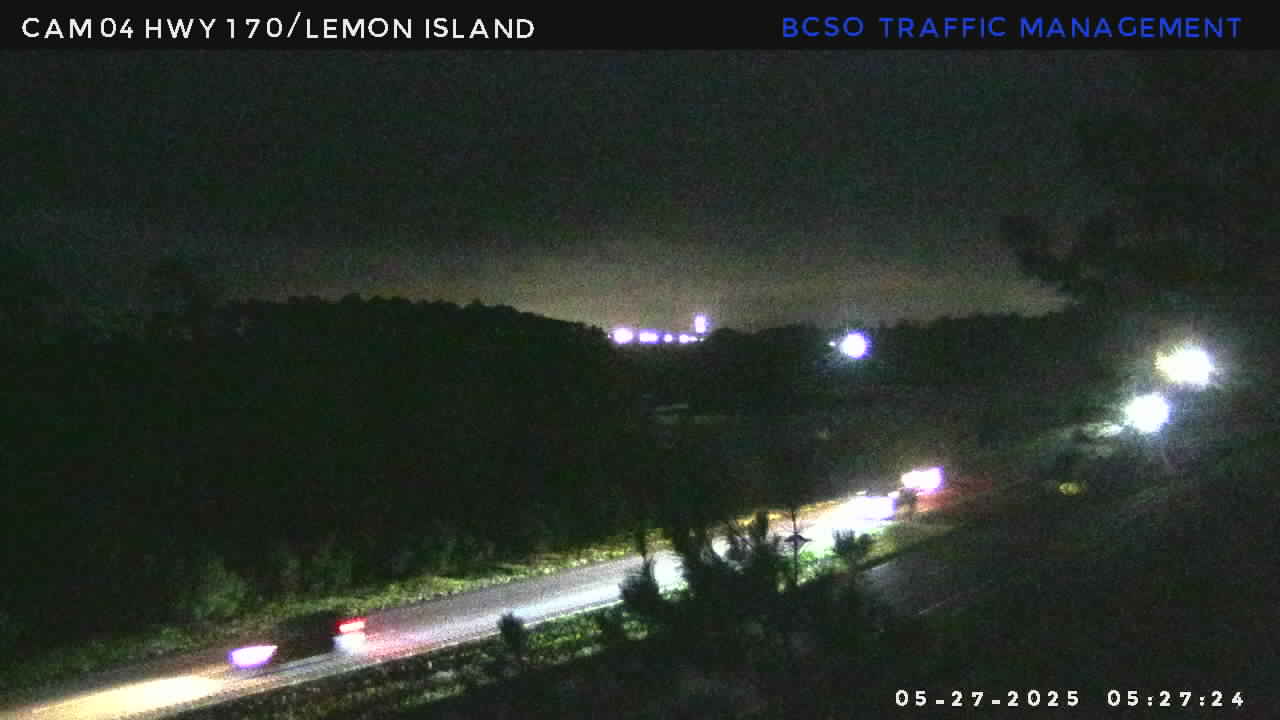 CAM04 HWY 170/LEMON ISLAND
BCSO TRAFFIC MANAGEMENT
05-27-2025 05:27:24